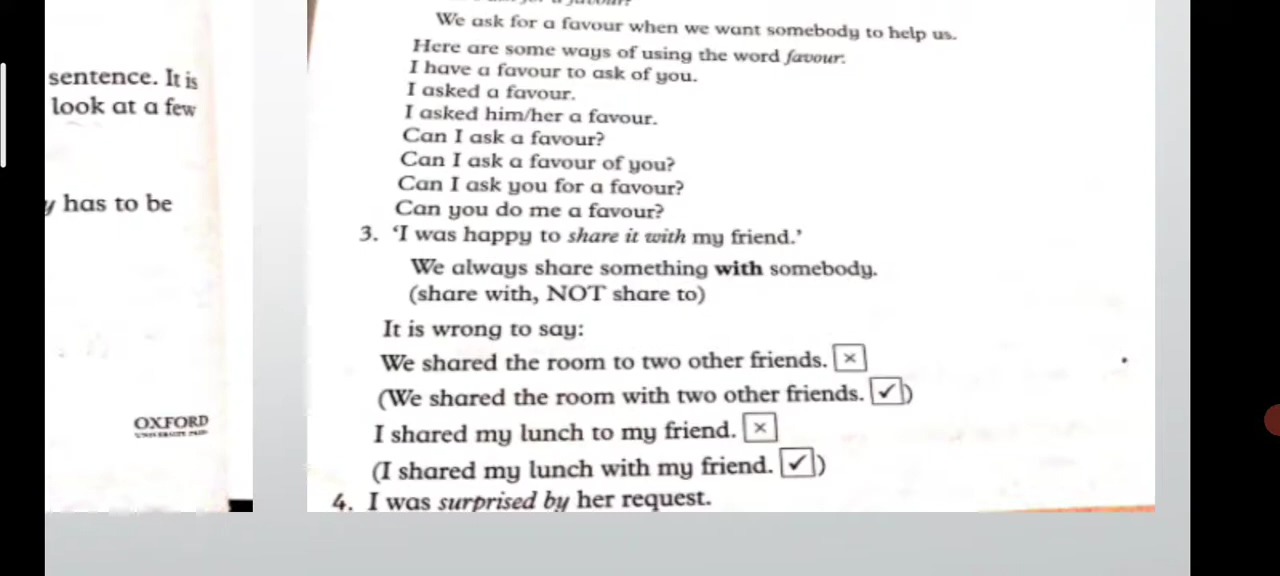 sentence. It is
look at a few
has to be
OXFORD
We ask for a favour when we want somebody to help us.
Here are some ways of using the word favour.
I have a favour to ask of you.
I asked a favour.
I asked him/her a favour.
Can I ask a favour?
Can I ask a favour of you?
Can I ask you for a favour?
Can you do me a favour?
3. ‘I was happy to share it with my friend.’
We always share something with somebody.
(share with, NOT share to)
It is wrong to say:
We shared the room to two other friends. ☒
(We shared the room with two other friends. ☑)
I shared my lunch to my friend. ☒
(I shared my lunch with my friend. ☑)
4. I was surprised by her request.